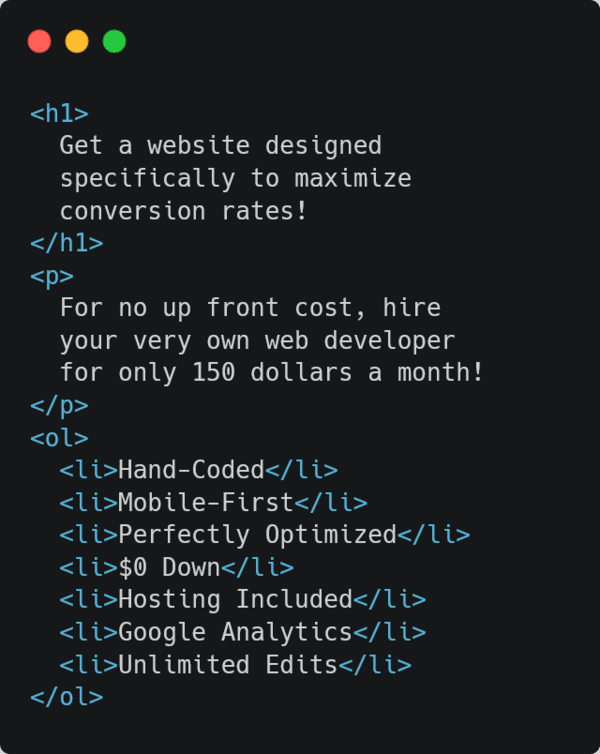 <h1>
Get a website designed
specifically to maximize
conversion rates!
</h1>
<p>
For no up front cost, hire
your very own web developer
for only 150 dollars a month!
</p>
<ol>
<li>Hand-Coded</li>
<li>Mobile-First</li>
<li>Perfectly Optimized</li>
<li>$0 Down</li>
<li>Hosting Included</li>
<li>Google Analytics</li>
<li>Unlimited Edits</li>
</ol>